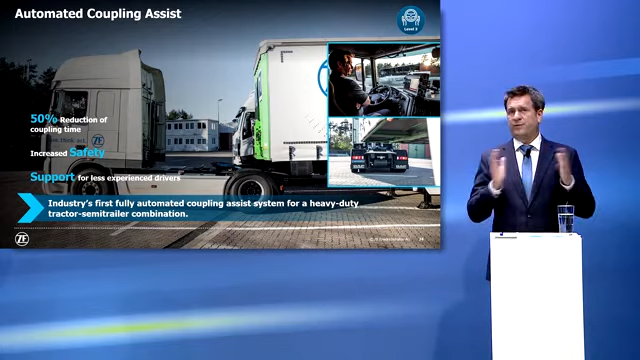 Automated Coupling Assist
Level 3
50% Reduction of
coupling time
ZF
Increased Safety
Support for less experienced drivers
Industry's first fully automated coupling assist system for a heavy-duty
tractor-semitrailer combination.
ZF